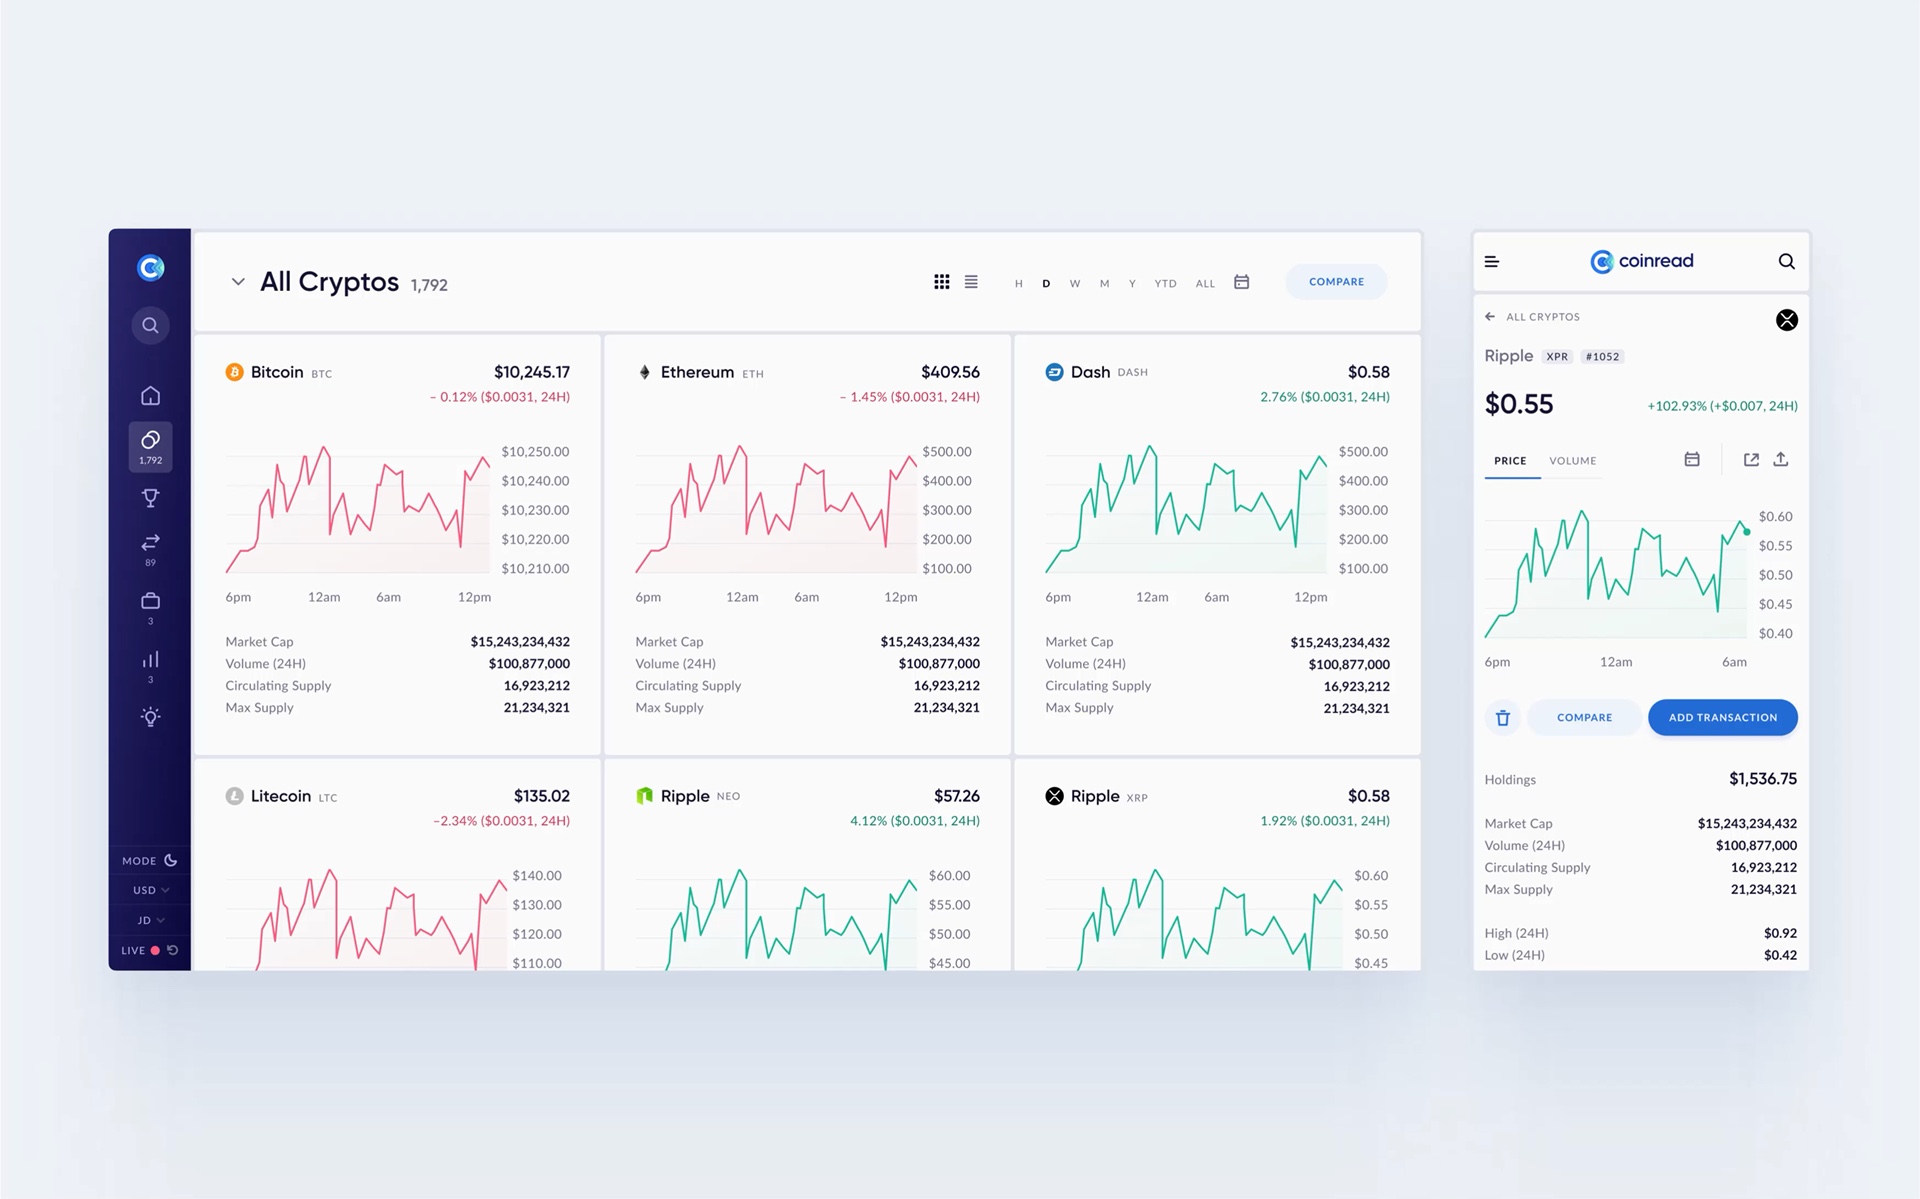 All Cryptos 1,792
H D W M Y YTD ALL
COMPARE
1,792
89
3
3
MODE
USD
JD
LIVE
Bitcoin BTC $10,245.17
– 0.12% ($0.0031, 24H)
$10,250.00
$10,240.00
$10,230.00
$10,220.00
$10,210.00
6pm 12am 6am 12pm
Market Cap $15,243,234,432
Volume (24H) $100,877,000
Circulating Supply 16,923,212
Max Supply 21,234,321
Ethereum ETH $409.56
– 1.45% ($0.0031, 24H)
$500.00
$400.00
$300.00
$200.00
$100.00
6pm 12am 6am 12pm
Market Cap $15,243,234,432
Volume (24H) $100,877,000
Circulating Supply 16,923,212
Max Supply 21,234,321
Dash DASH $0.58
2.76% ($0.0031, 24H)
$500.00
$400.00
$300.00
$200.00
$100.00
6pm 12am 6am 12pm
Market Cap $15,243,234,432
Volume (24H) $100,877,000
Circulating Supply 16,923,212
Max Supply 21,234,321
Litecoin LTC $135.02
–2.34% ($0.0031, 24H)
$140.00
$130.00
$120.00
$110.00
Ripple NEO $57.26
4.12% ($0.0031, 24H)
$60.00
$55.00
$50.00
$45.00
Ripple XRP $0.58
1.92% ($0.0031, 24H)
$0.60
$0.55
$0.50
$0.45
coinread
ALL CRYPTOS
Ripple XPR #1052
$0.55 +102.93% (+$0.007, 24H)
PRICE VOLUME
$0.60
$0.55
$0.50
$0.45
$0.40
6pm 12am 6am
COMPARE ADD TRANSACTION
Holdings $1,536.75
Market Cap $15,243,234,432
Volume (24H) $100,877,000
Circulating Supply 16,923,212
Max Supply 21,234,321
High (24H) $0.92
Low (24H) $0.42